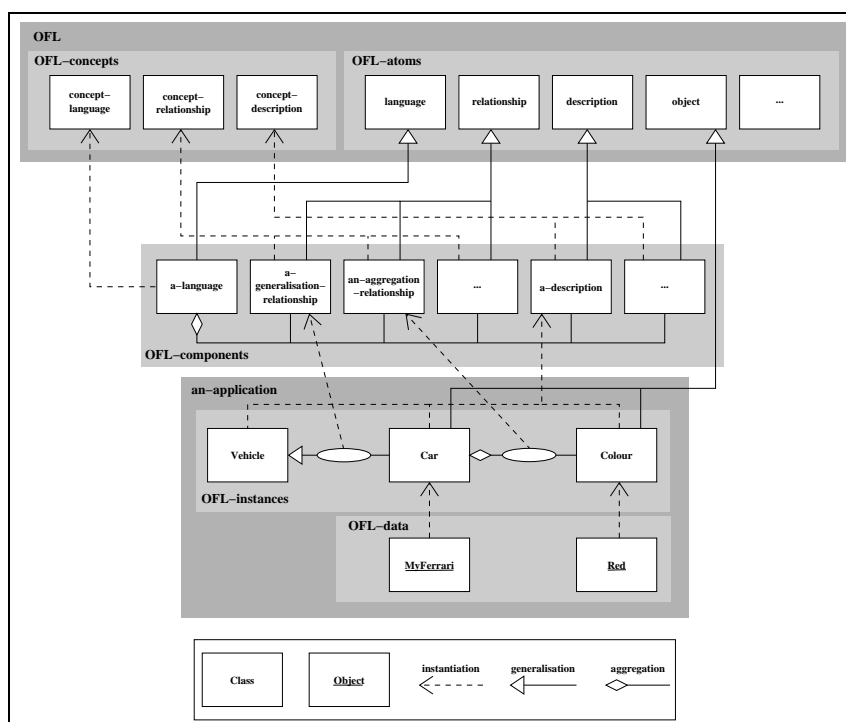 OFL
OFL–concepts
OFL–atoms
concept–
language
concept–
relationship
concept–
description
language
relationship
description
object
...
a–language
a–
generalisation–
relationship
an–aggregation
–relationship
...
a–description
...
OFL–components
an–application
Vehicle
Car
Colour
OFL–instances
OFL–data
MyFerrari
Red
Class
Object
instantiation
generalisation
aggregation